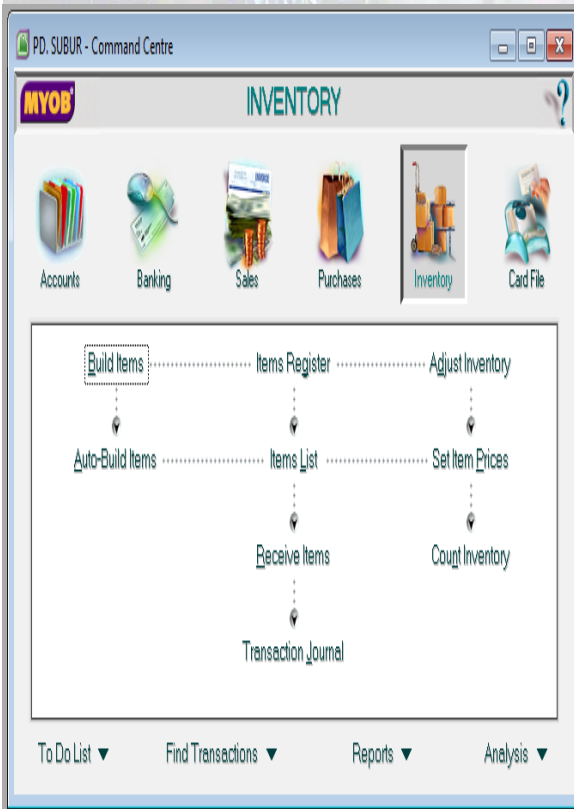 PD. SUBUR - Command Centre
MYOB INVENTORY ?
Accounts Banking Sales Purchases Inventory Card File
Build Items Items Register Adjust Inventory
Auto-Build Items Items List Set Item Prices
Receive Items Count Inventory
Transaction Journal
To Do List ▼ Find Transactions ▼ Reports ▼ Analysis ▼